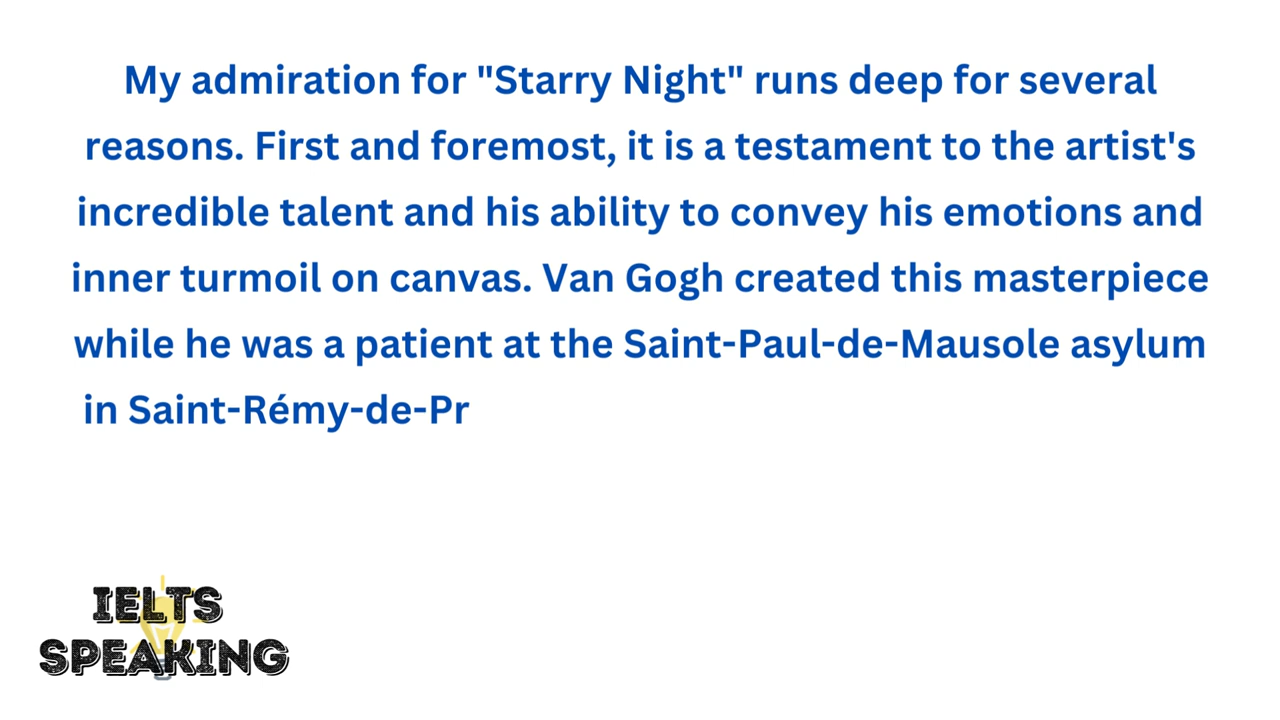 My admiration for "Starry Night" runs deep for several
reasons. First and foremost, it is a testament to the artist's
incredible talent and his ability to convey his emotions and
inner turmoil on canvas. Van Gogh created this masterpiece
while he was a patient at the Saint-Paul-de-Mausole asylum
in Saint-Rémy-de-Pr
IELTS
SPEAKING